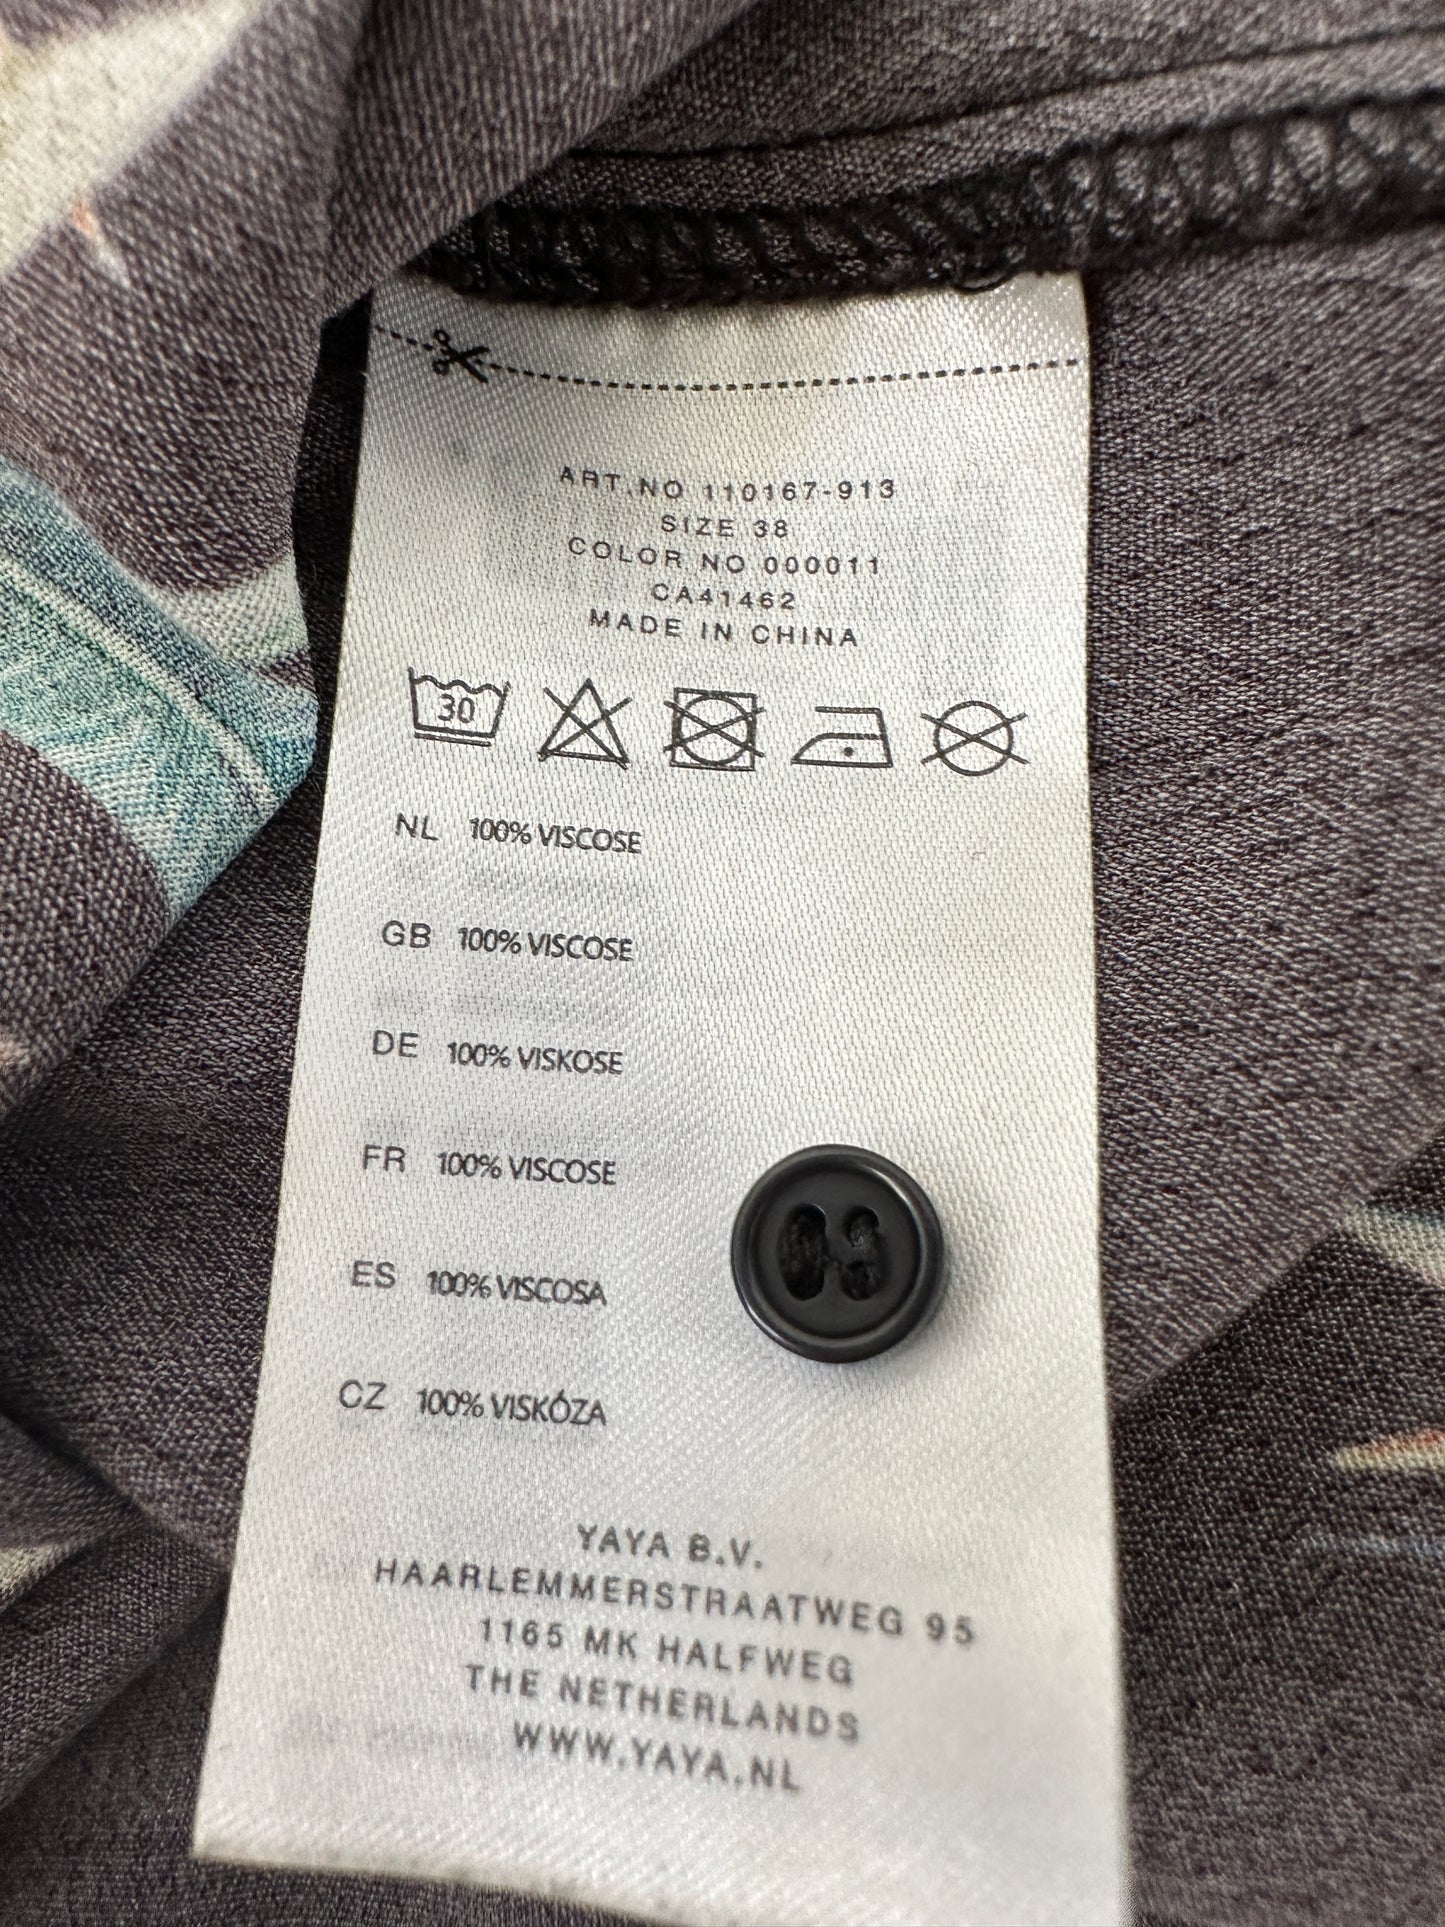 ART.NO 110167-913
SIZE 38
COLOR NO 000011
CA41462
MADE IN CHINA
30
NL 100% VISCOSE
GB 100% VISCOSE
DE 100% VISKOSE
FR 100% VISCOSE
ES 100% VISCOSA
CZ 100% VISKÓZA
YAYA B.V.
HAARLEMMERSTRAATWEG 95
1165 MK HALFWEG
THE NETHERLANDS
WWW.YAYA.NL